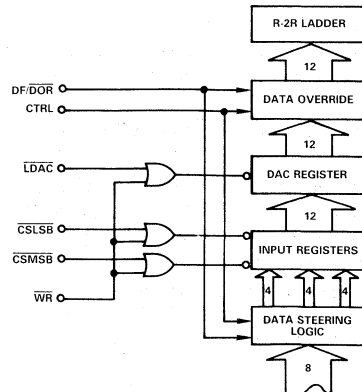 R-2R LADDER
12
DF/DOR
CTRL
DATA OVERRIDE
12
LDAC
DAC REGISTER
12
CSLSB
CSMSB
INPUT REGISTERS
4 4 4
WR
DATA STEERING
LOGIC
8